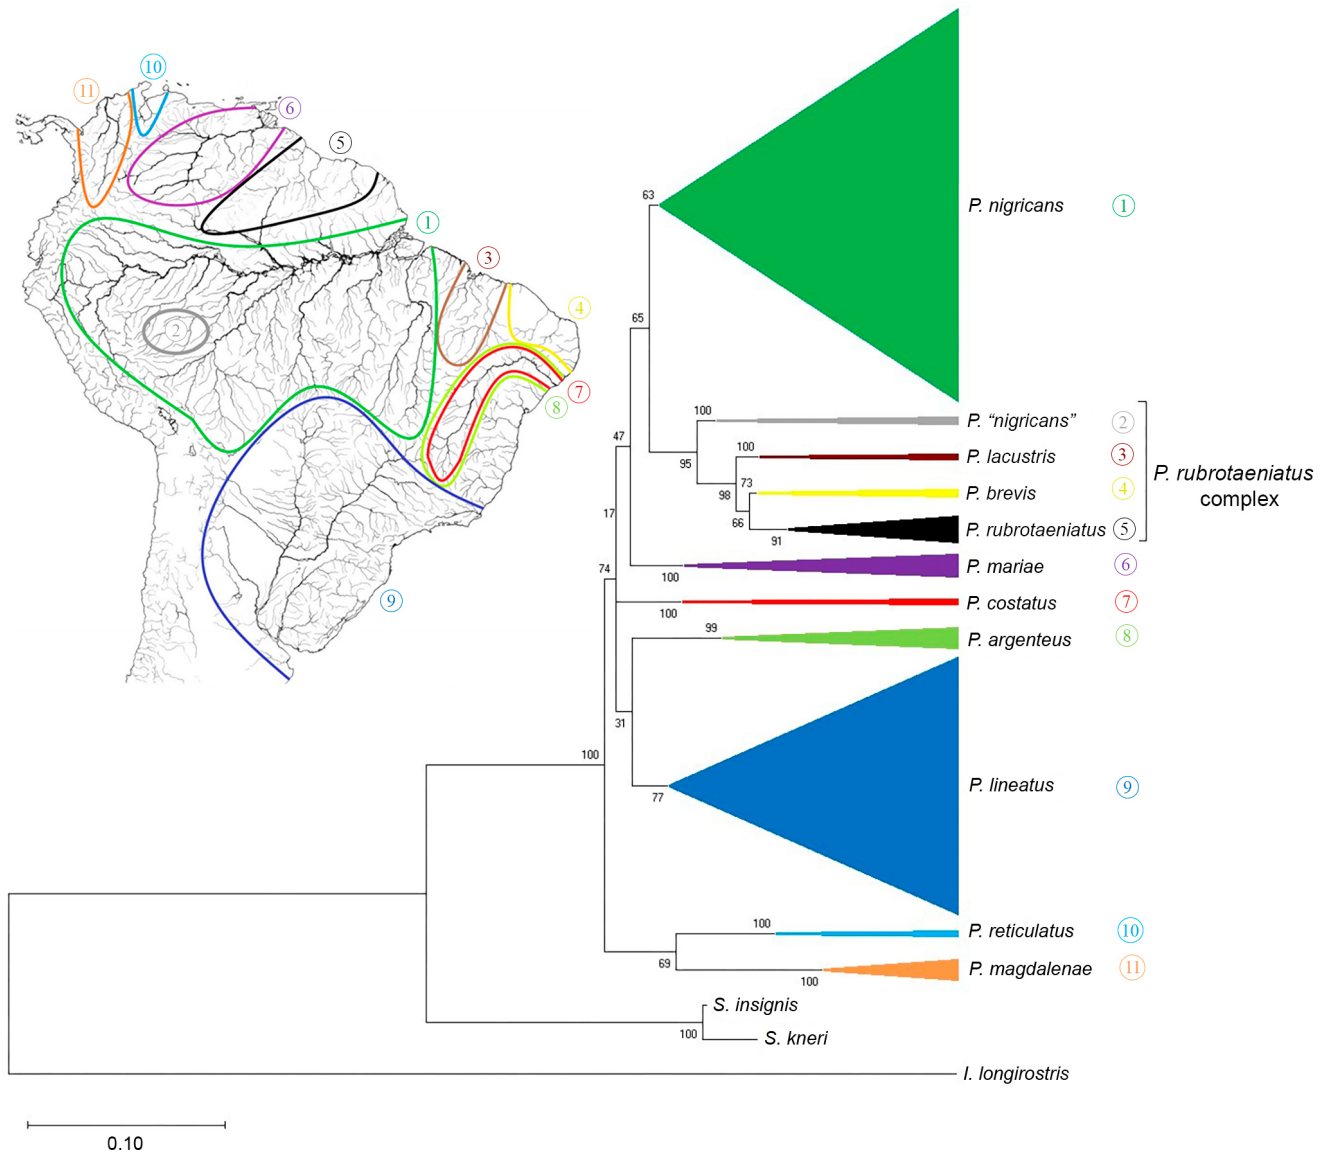 10
11
6
5
1
3
4
2
7
8
9
63
P. nigricans 1
65
100
P. "nigricans" 2
47
100
P. lacustris 3
95
73
98
P. brevis 4
P. rubrotaeniatus
complex
17
66
91
P. rubrotaeniatus 5
74
100
P. mariae 6
100
P. costatus 7
99
P. argenteus 8
31
100
77
P. lineatus 9
100
P. reticulatus 10
69
100
P. magdalenae 11
S. insignis
100
S. kneri
I. longirostris
0.10